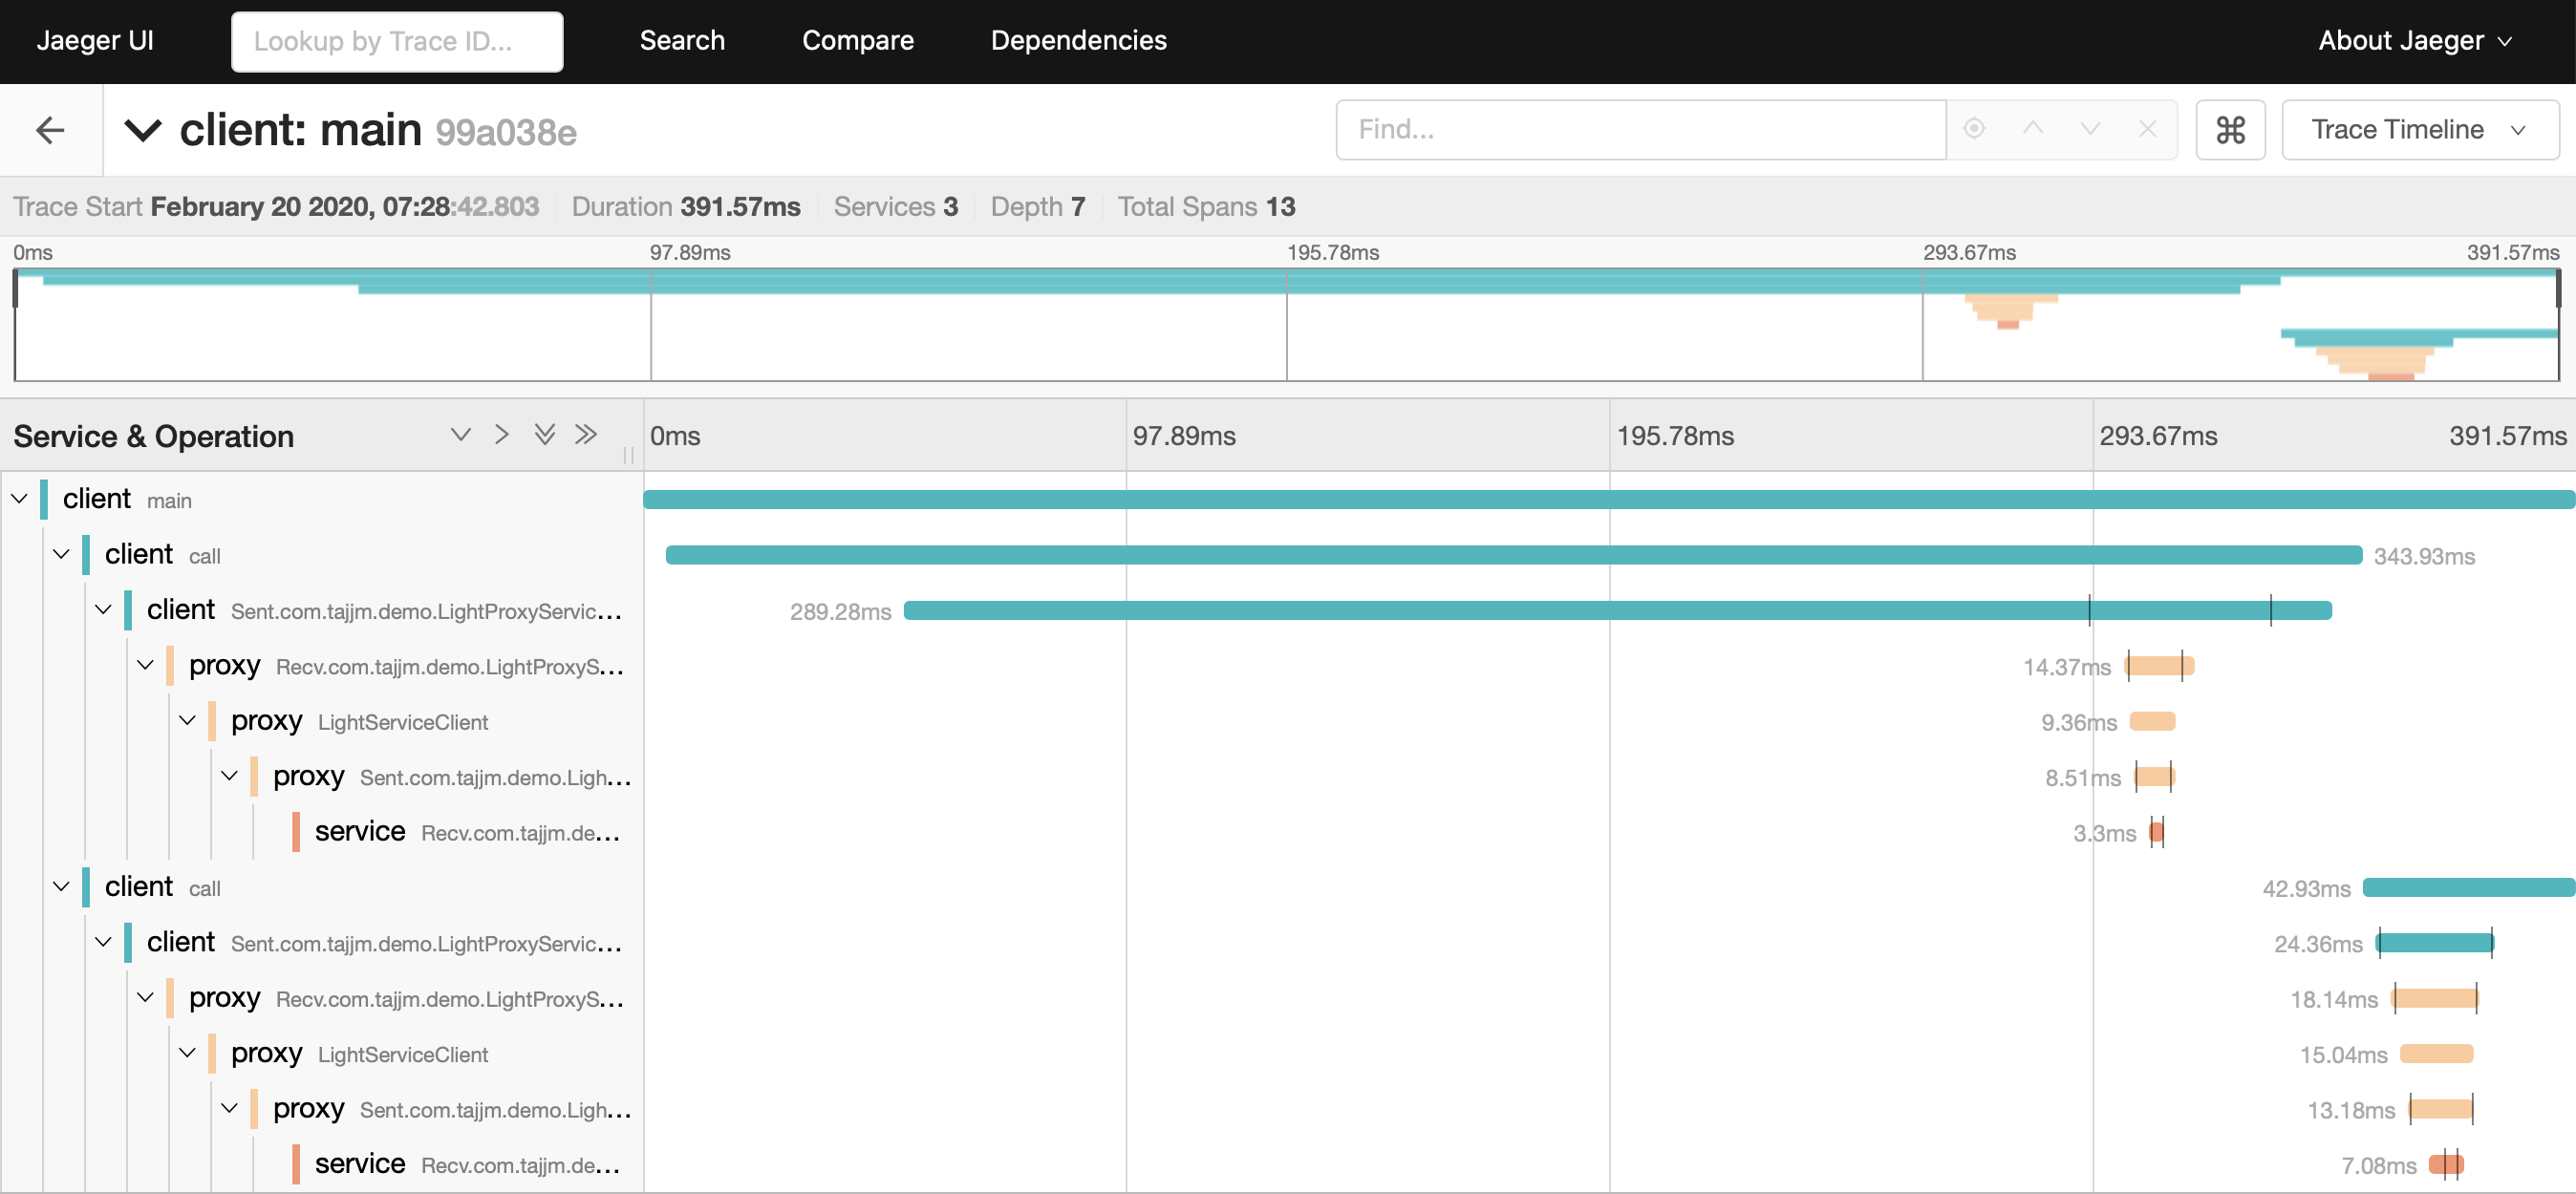 Jaeger UI Lookup by Trace ID... Search Compare Dependencies About Jaeger
client: main 99a038e Find... ⌘ Trace Timeline
Trace Start February 20 2020, 07:28:42.803 Duration 391.57ms Services 3 Depth 7 Total Spans 13
0ms 97.89ms 195.78ms 293.67ms 391.57ms
Service & Operation 0ms 97.89ms 195.78ms 293.67ms 391.57ms
client main
client call 343.93ms
client Sent.com.tajjm.demo.LightProxyServic... 289.28ms
proxy Recv.com.tajjm.demo.LightProxyS... 14.37ms
proxy LightServiceClient 9.36ms
proxy Sent.com.tajjm.demo.Ligh... 8.51ms
service Recv.com.tajjm.de... 3.3ms
client call 42.93ms
client Sent.com.tajjm.demo.LightProxyServic... 24.36ms
proxy Recv.com.tajjm.demo.LightProxyS... 18.14ms
proxy LightServiceClient 15.04ms
proxy Sent.com.tajjm.demo.Ligh... 13.18ms
service Recv.com.tajjm.de... 7.08ms